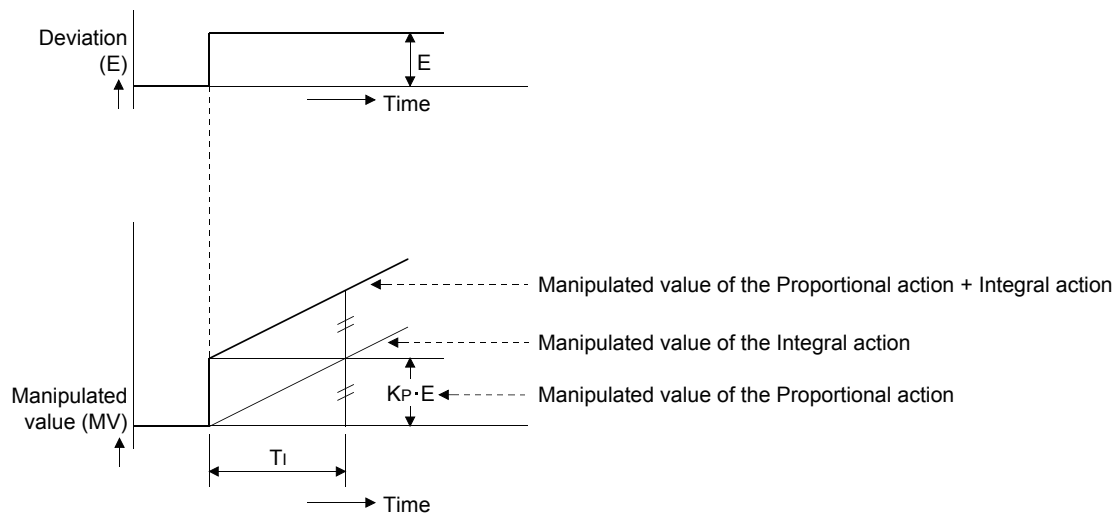 Deviation
(E)
E
Time
Manipulated value of the Proportional action + Integral action
Manipulated value of the Integral action
Manipulated
value (MV)
KP·E
Manipulated value of the Proportional action
TI
Time